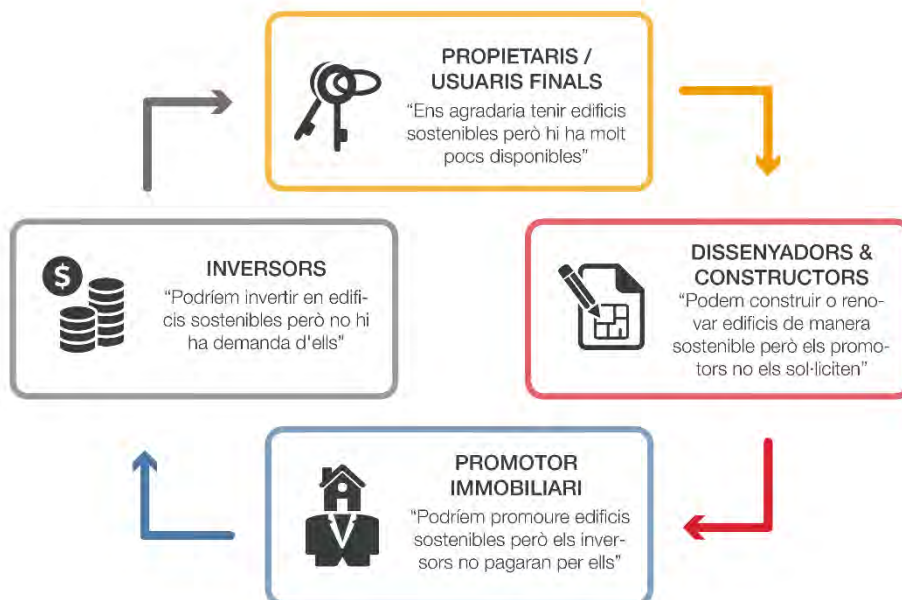 PROPIETARIS /
USUARIS FINALS
“Ens agradaria tenir edificis
sostenibles però hi ha molt
pocs disponibles”
DISSENYADORS &
CONSTRUCTORS
“Podem construir o reno-
var edificis de manera
sostenible però els promo-
tors no els sol·liciten”
PROMOTOR
IMMOBILIARI
“Podríem promoure edificis
sostenibles però els inver-
sors no pagaran per ells”
INVERSORS
“Podríem invertir en edifi-
cis sostenibles però no hi
ha demanda d'ells”
$